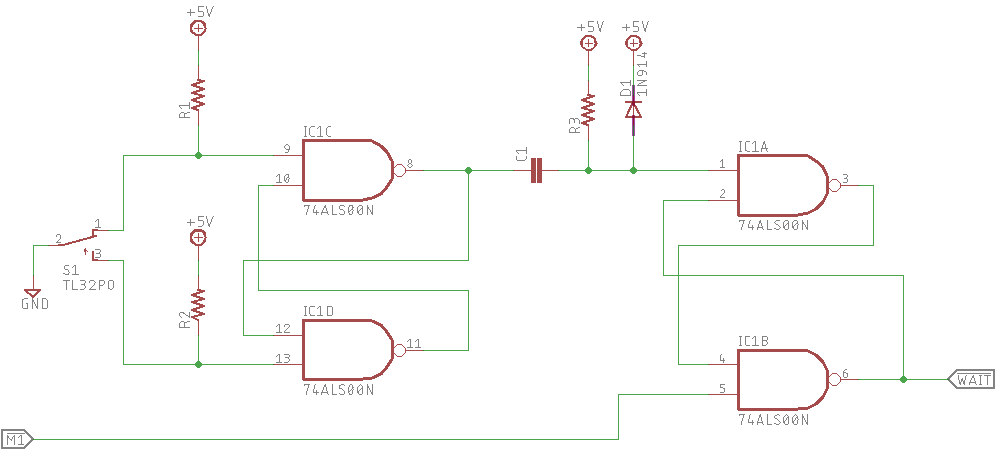 +5V
R1
IC1C
9
10
8
74ALS00N
+5V
+5V
R3
D1
1N914
C1
IC1A
1
2
3
74ALS00N
1
2
3
S1
TL32PO
GND
+5V
R2
IC1D
12
13
11
74ALS00N
IC1B
4
5
6
74ALS00N
WAIT
M1